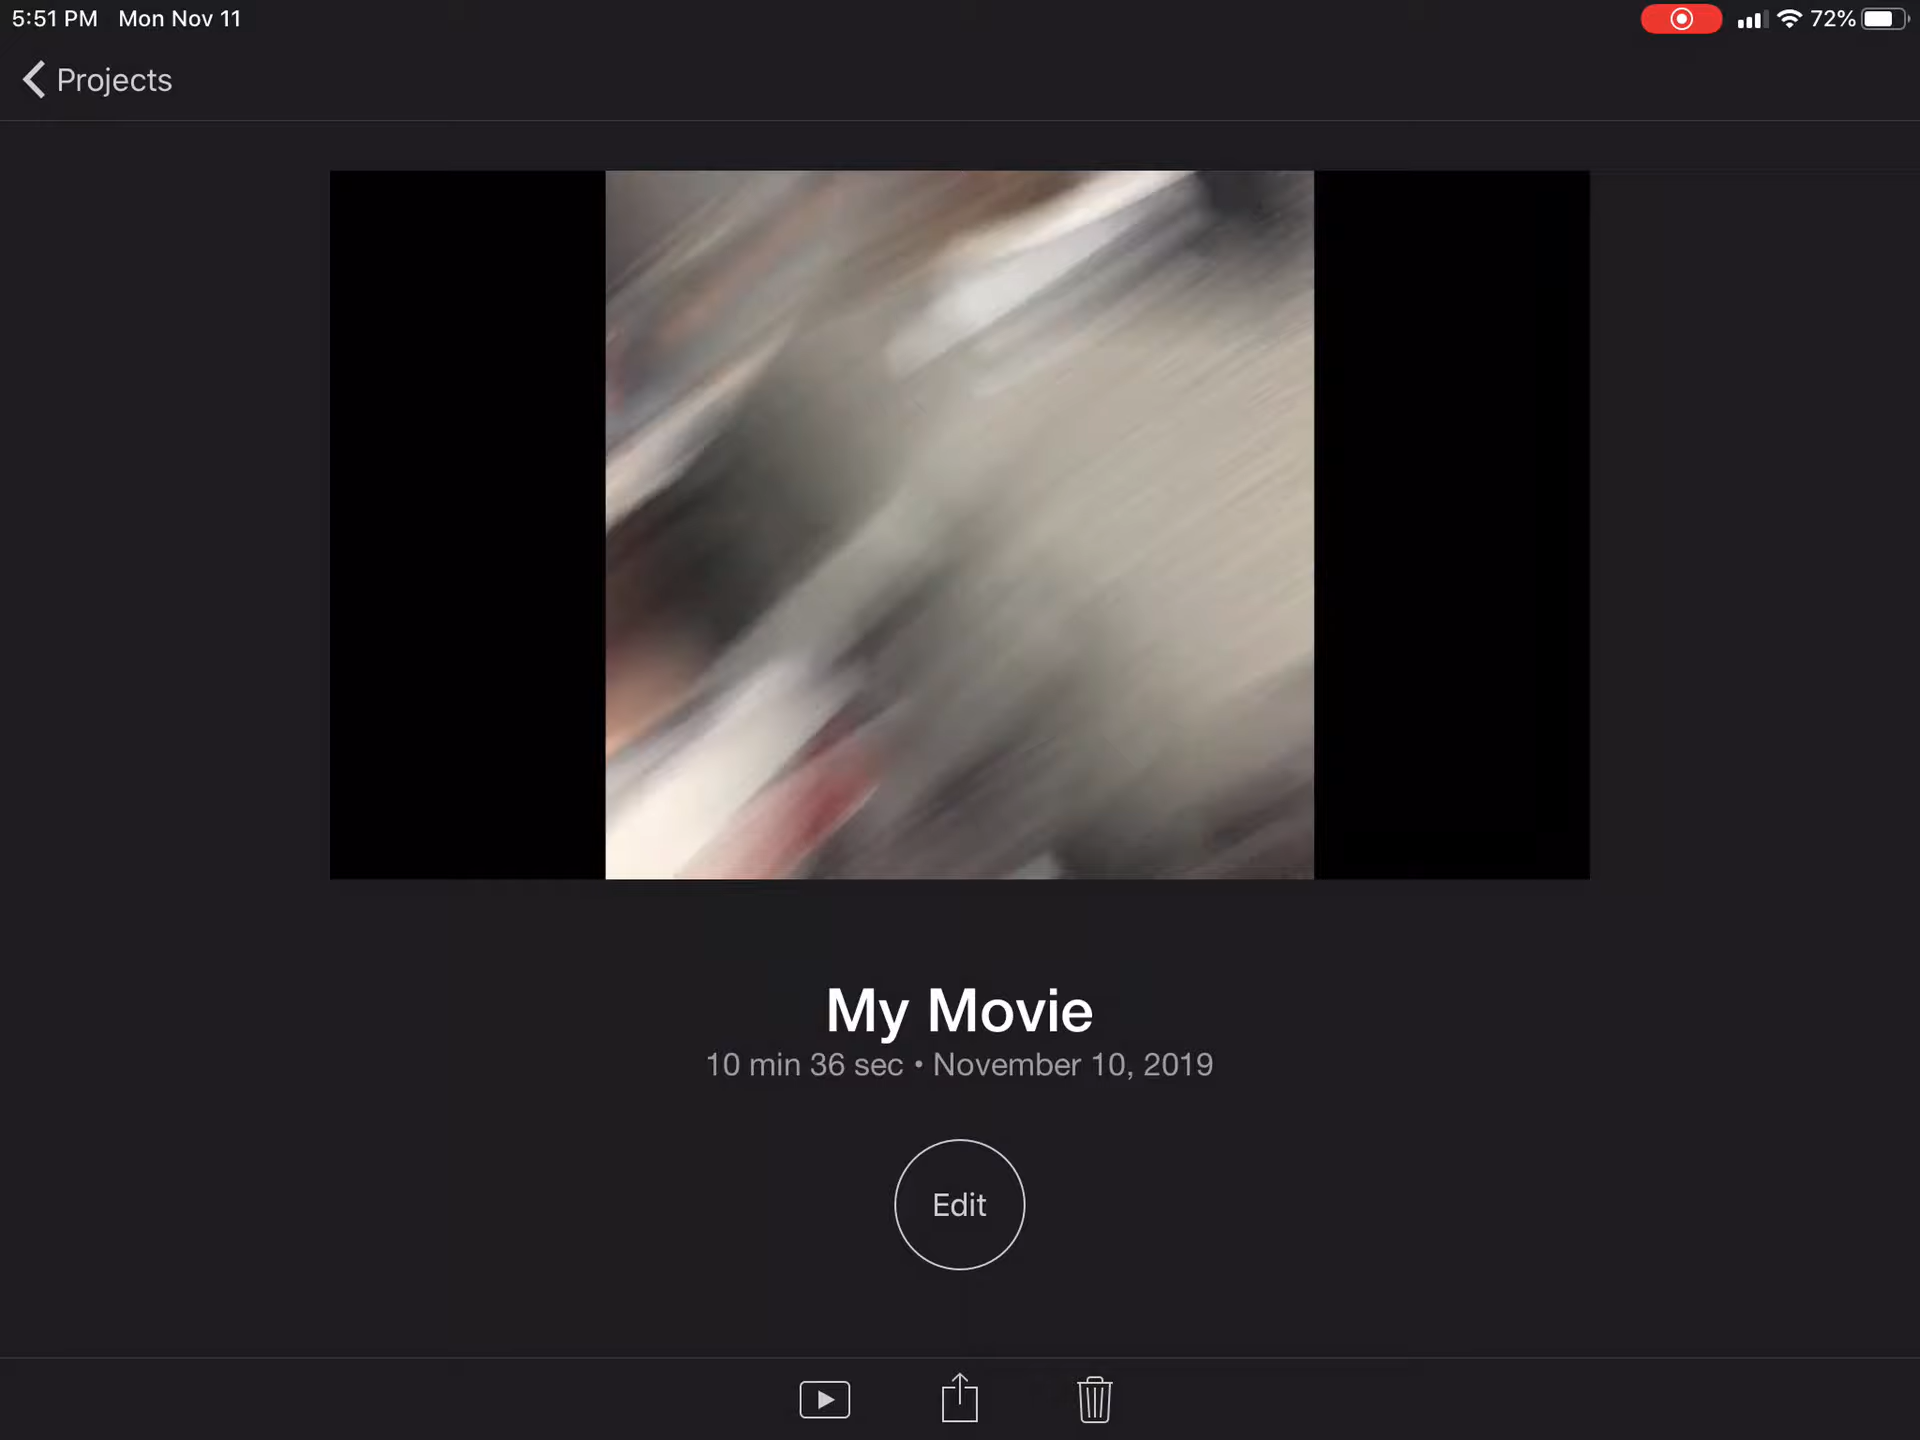 5:51 PM Mon Nov 11
72%
Projects
My Movie
10 min 36 sec • November 10, 2019
Edit